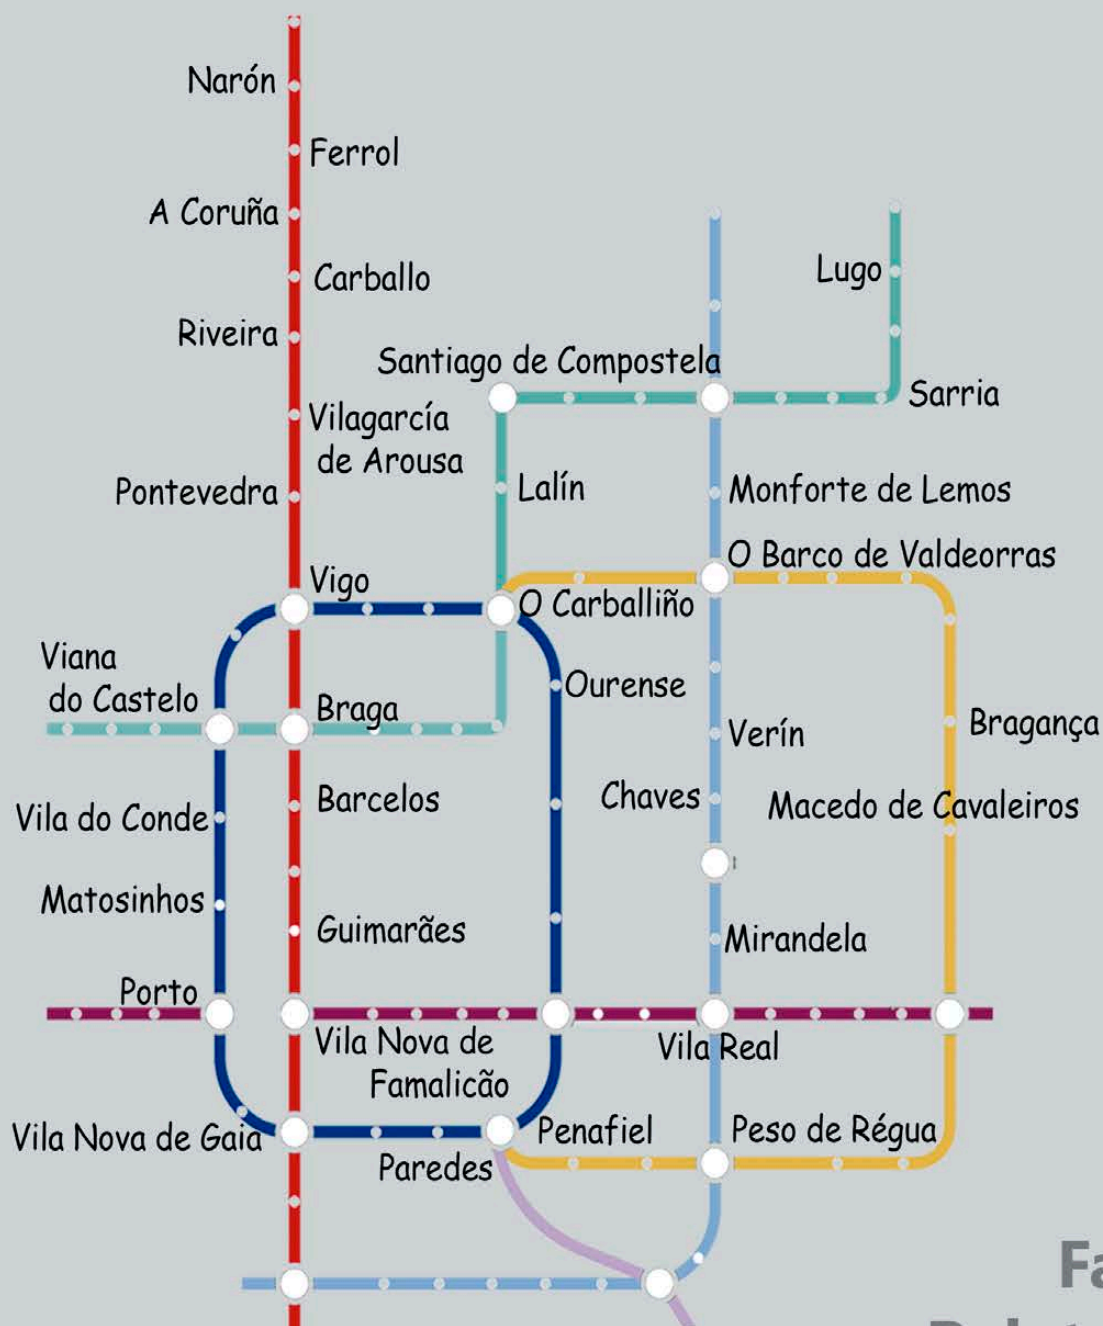 Narón
Ferrol
A Coruña
Carballo
Lugo
Riveira
Santiago de Compostela
Sarria
Vilagarcía
de Arousa
Pontevedra
Lalín
Monforte de Lemos
O Barco de Valdeorras
Vigo
O Carballiño
Viana
do Castelo
Ourense
Braga
Bragança
Verín
Barcelos
Chaves
Macedo de Cavaleiros
Vila do Conde
Matosinhos
Guimarães
Mirandela
Porto
Vila Nova de
Famalicão
Vila Real
Vila Nova de Gaia
Penafiel
Peso de Régua
Paredes
Fa